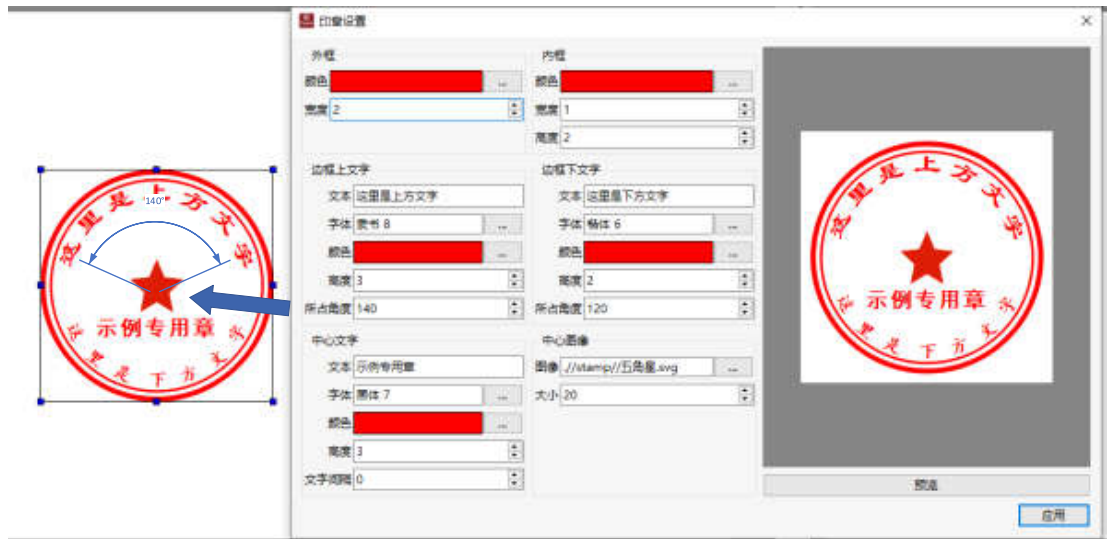 印章设置
外框
颜色
...
宽度 2
内框
颜色
...
宽度 1
高度 2
边框上文字
文本 这里是上方文字
字体 隶书 8
...
颜色
...
高度 3
所占角度 140
边框下文字
文本 这里是下方文字
字体 楷体 6
...
颜色
...
高度 2
所占角度 120
中心文字
文本 示例专用章
字体 黑体 7
...
颜色
...
高度 3
文字间隔 0
中心图像
图像 .//stamp//五角星.svg
...
大小 20
这里是上方文字
140°
示例专用章
这里是下方文字
这里是上方文字
示例专用章
这里是下方文字
预览
应用